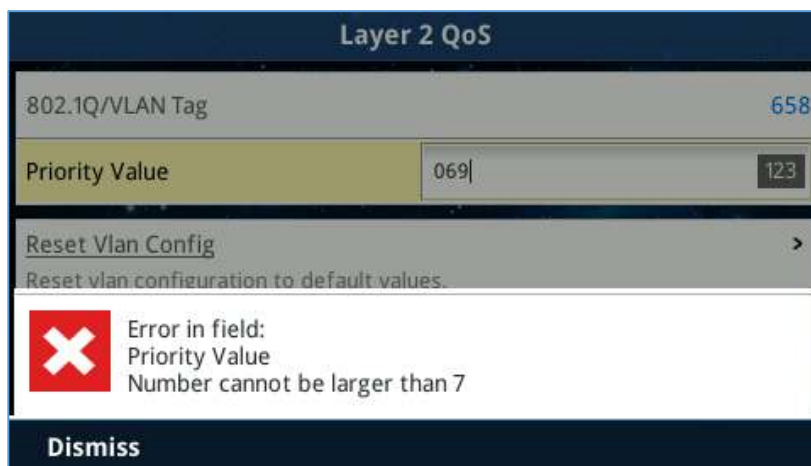 Layer 2 QoS
802.1Q/VLAN Tag 658
Priority Value 069 123
Reset Vlan Config >
Reset vlan configuration to default values.
Error in field:
Priority Value
Number cannot be larger than 7
Dismiss